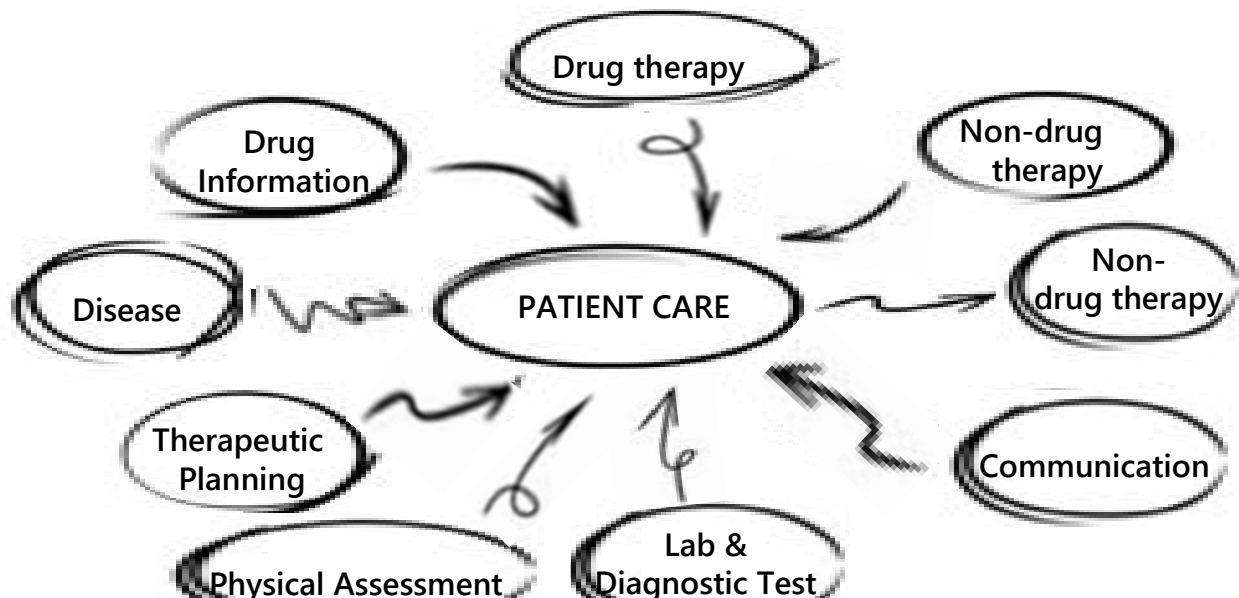 Drug therapy
Drug
Information
Non-drug
therapy
Disease
PATIENT CARE
Non-
drug therapy
Therapeutic
Planning
Communication
Physical Assessment
Lab &
Diagnostic Test